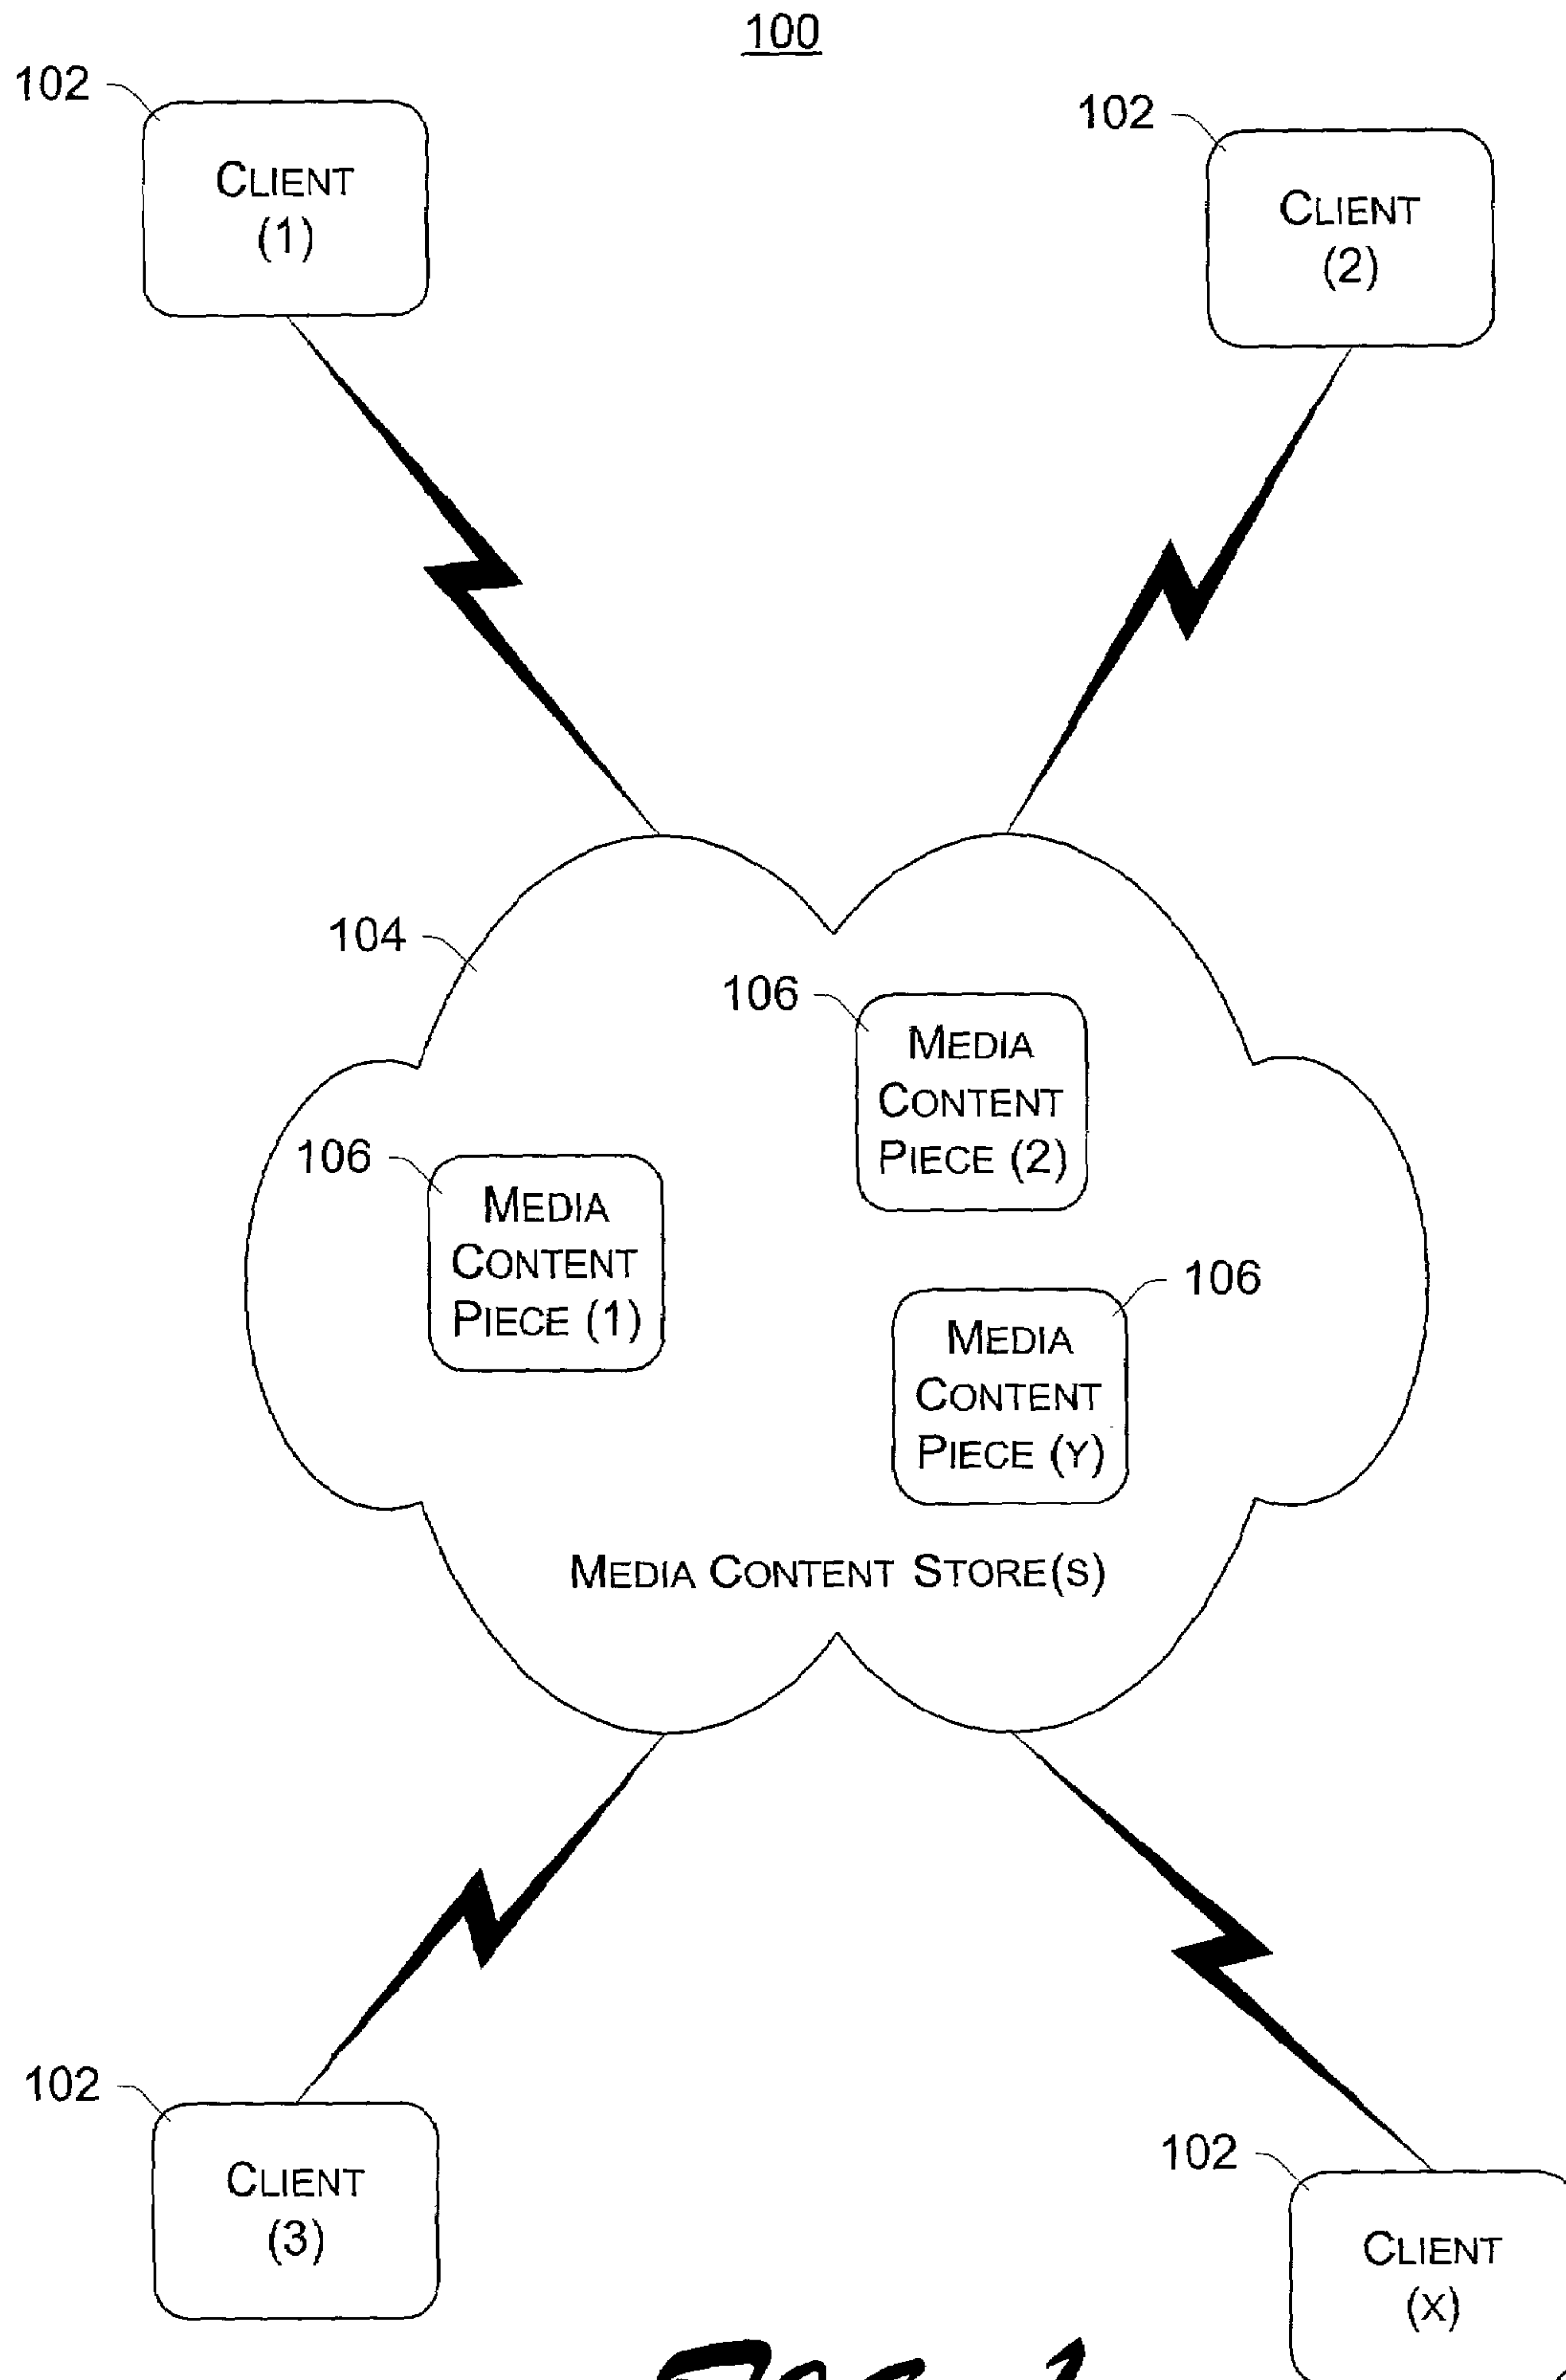 100
102
CLIENT
(1)
102
CLIENT
(2)
104
106
MEDIA
CONTENT
PIECE (2)
106
MEDIA
CONTENT
PIECE (1)
106
MEDIA
CONTENT
PIECE (Y)
MEDIA CONTENT STORE(S)
102
CLIENT
(3)
102
CLIENT
(X)